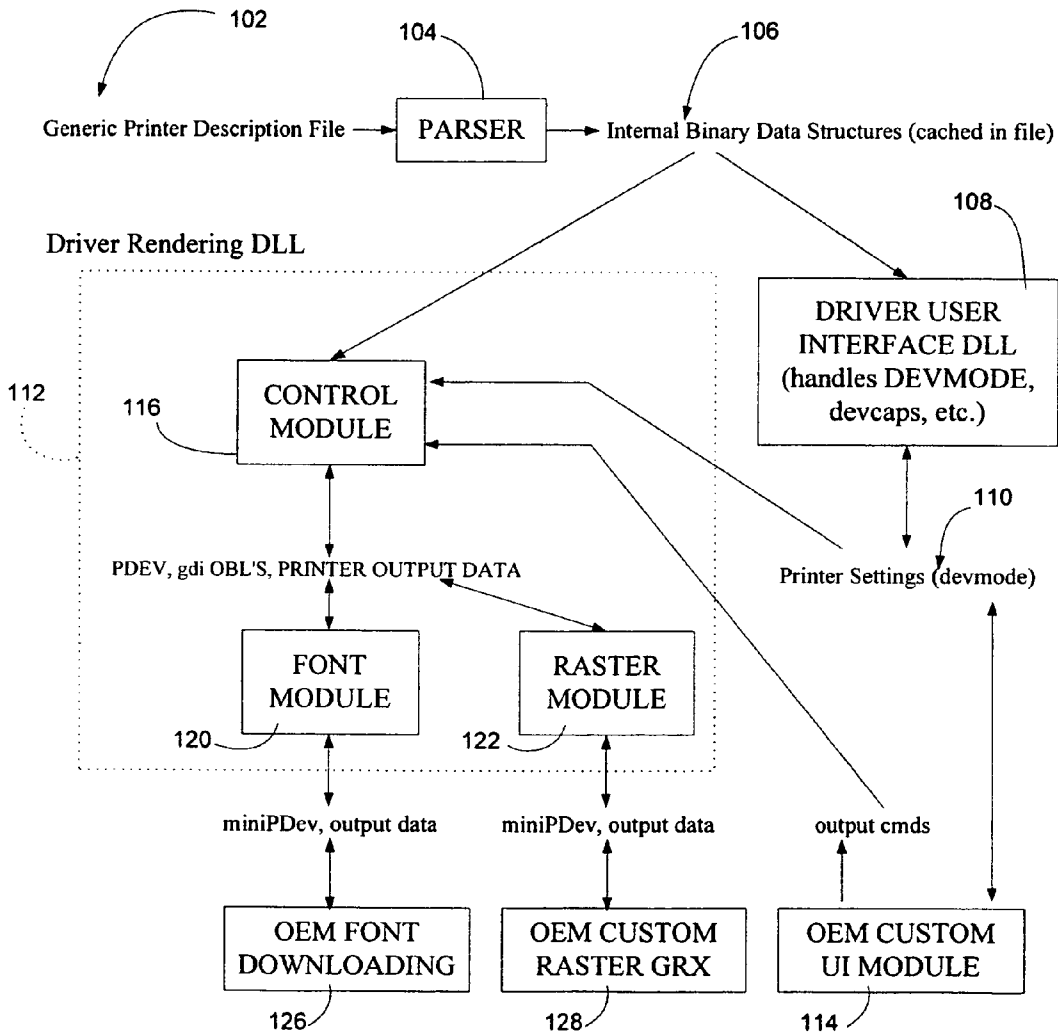 102
104
106
Generic Printer Description File
PARSER
Internal Binary Data Structures (cached in file)
108
Driver Rendering DLL
DRIVER USER
INTERFACE DLL
(handles DEVMODE,
devcaps, etc.)
112
CONTROL
MODULE
116
110
PDEV, gdi OBL'S, PRINTER OUTPUT DATA
Printer Settings (devmode)
FONT
MODULE
RASTER
MODULE
120
122
miniPDev, output data
miniPDev, output data
output cmds
OEM FONT
DOWNLOADING
OEM CUSTOM
RASTER GRX
OEM CUSTOM
UI MODULE
126
128
114